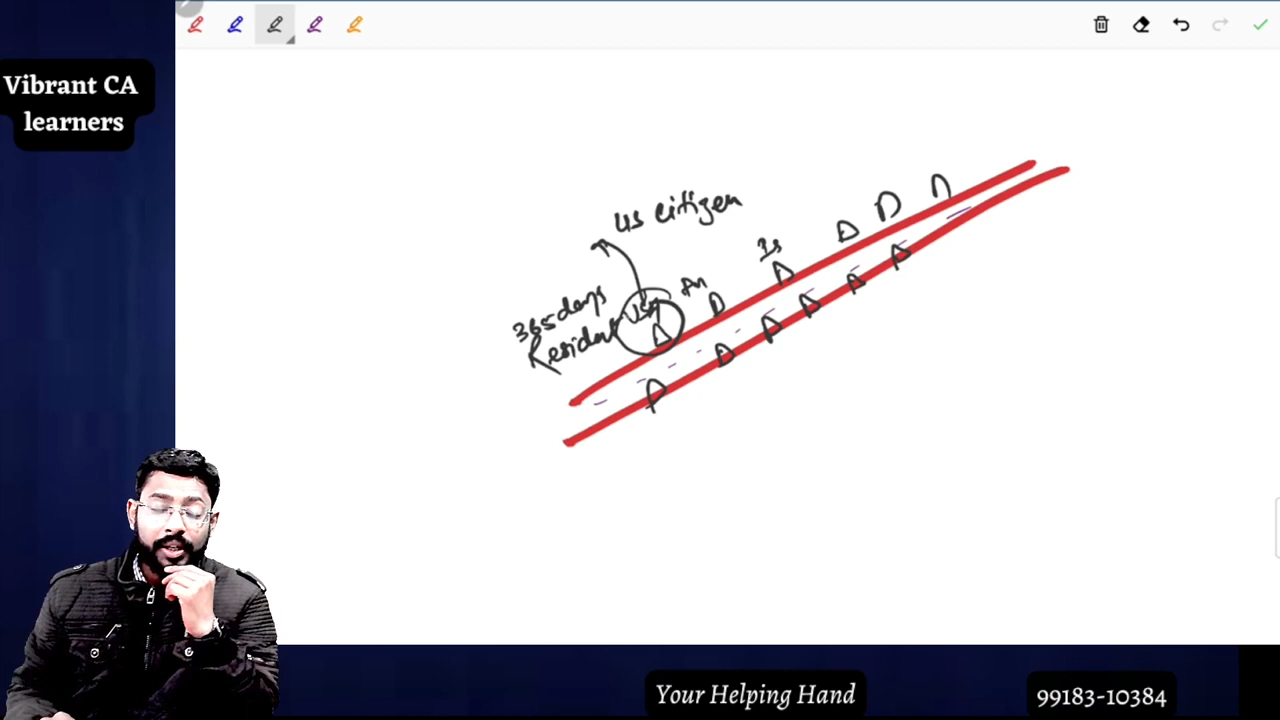 Vibrant CA
learners
US citizen
365 days
Resident
Your Helping Hand
99183-10384